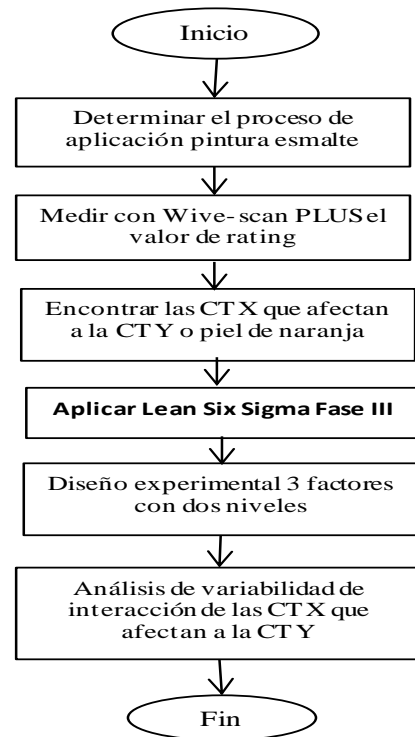 Inicio
Determinar el proceso de
aplicación pintura esmalte
Medir con Wive-scan PLUS el
valor de rating
Encontrar las CTX que afectan
a la CTY o piel de naranja
Aplicar Lean Six Sigma Fase III
Diseño experimental 3 factores
con dos niveles
Análisis de variabilidad de
interacción de las CTX que
afectan a la CTY
Fin